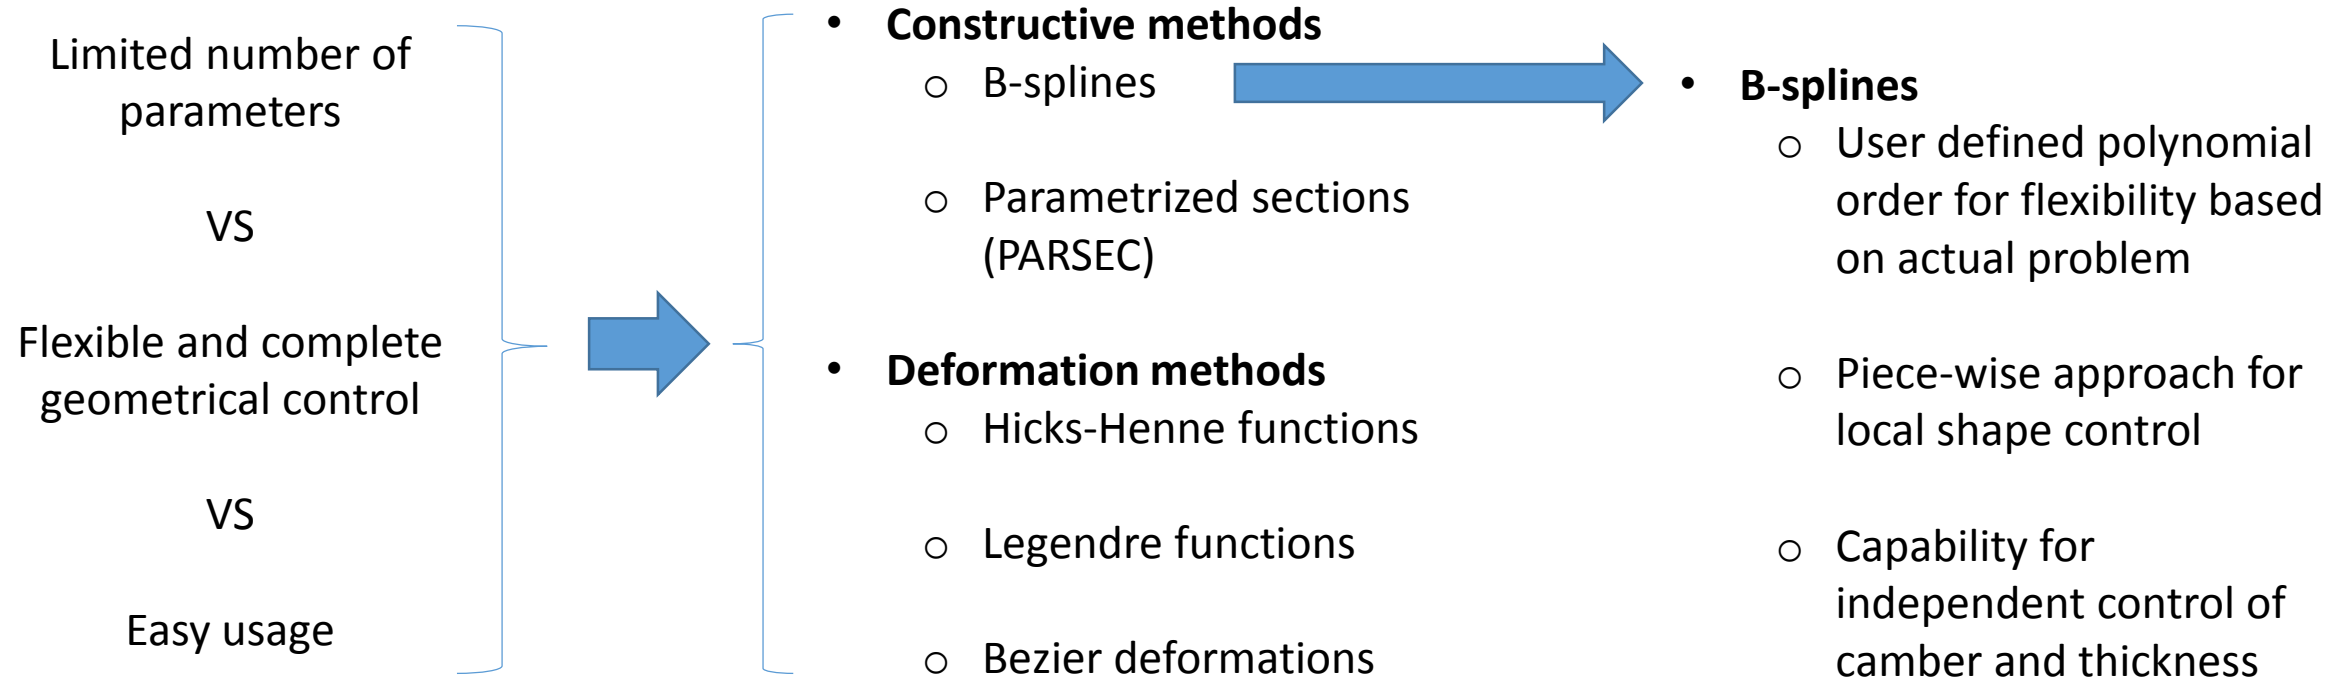 Limited number of
parameters
VS
Flexible and complete
geometrical control
VS
Easy usage
• Constructive methods
o B-splines
o Parametrized sections
(PARSEC)
• Deformation methods
o Hicks-Henne functions
o Legendre functions
o Bezier deformations
• B-splines
o User defined polynomial
order for flexibility based
on actual problem
o Piece-wise approach for
local shape control
o Capability for
independent control of
camber and thickness